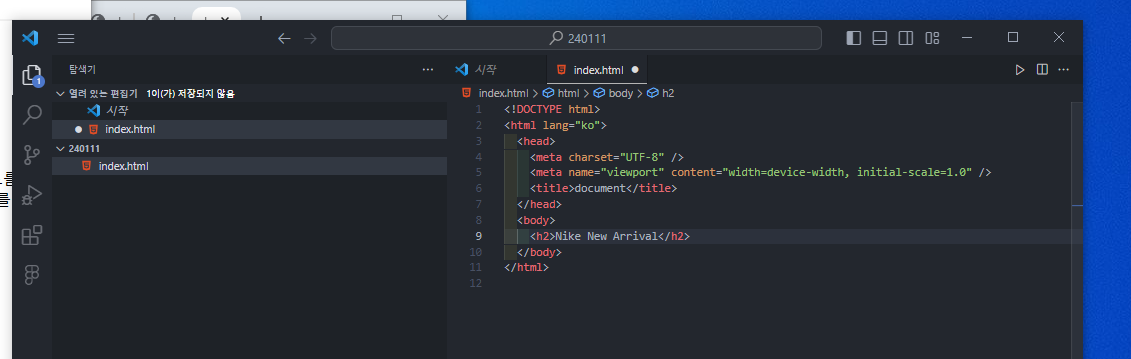 240111
1
탐색기
시작
index.html
열려 있는 편집기 1이(가) 저장되지 않음
index.html > html > body > h2
시작
1 <!DOCTYPE html>
index.html
2 <html lang="ko">
240111
3 <head>
index.html
4 <meta charset="UTF-8" />
5 <meta name="viewport" content="width=device-width, initial-scale=1.0" />
6 <title>document</title>
7 </head>
8 <body>
9 <h2>Nike New Arrival</h2>
10 </body>
11 </html>
12